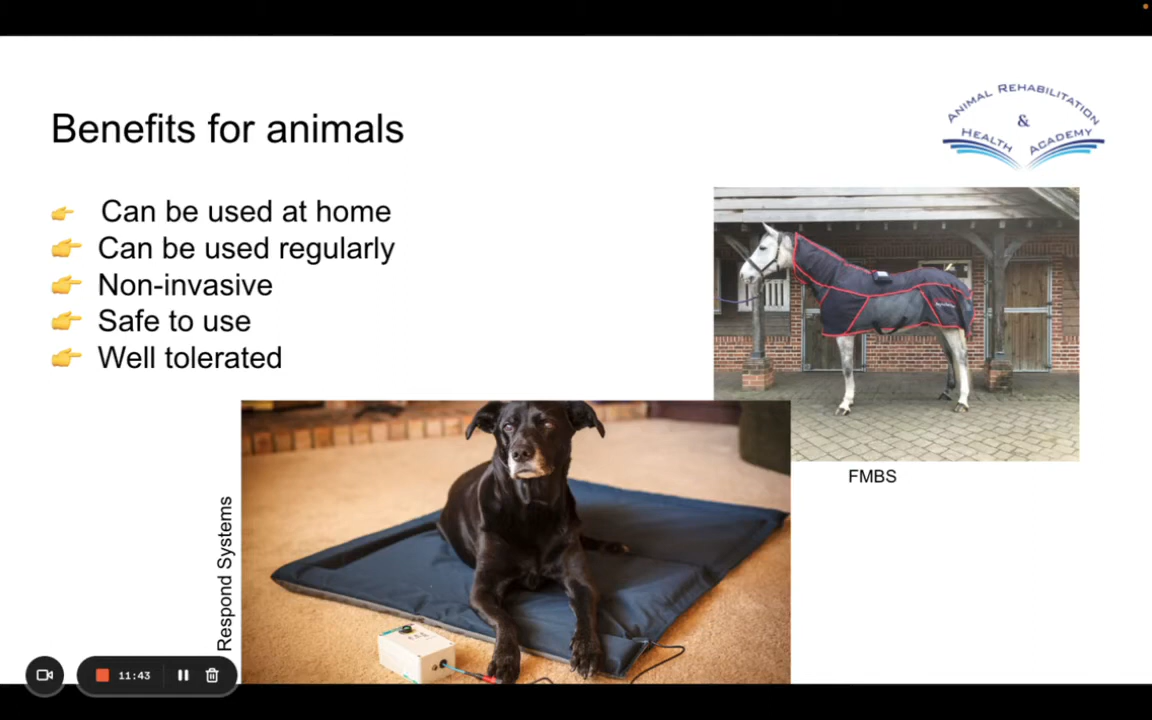 ANIMAL REHABILITATION
&
HEALTH ACADEMY
Benefits for animals
Can be used at home
Can be used regularly
Non-invasive
Safe to use
Well tolerated
FMBS
Respond Systems
11:43